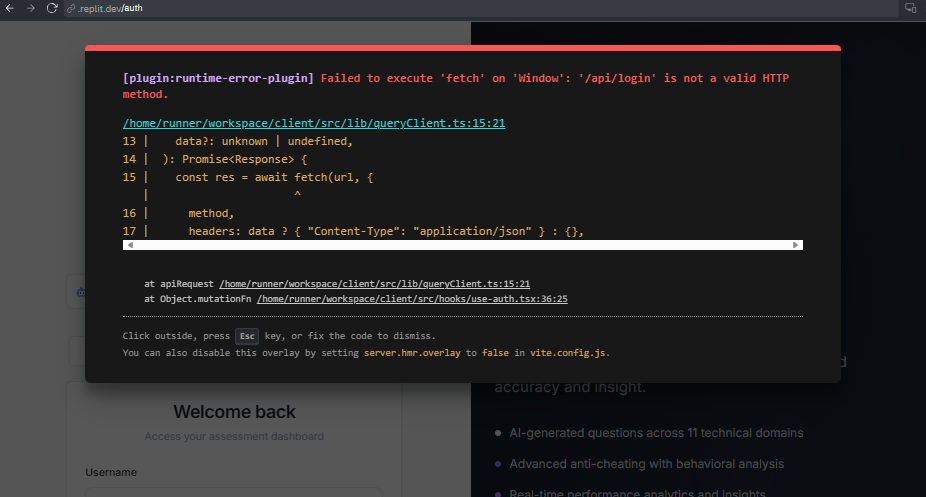 .replit.dev/auth
[plugin:runtime-error-plugin] Failed to execute 'fetch' on 'Window': '/api/login' is not a valid HTTP
method.
/home/runner/workspace/client/src/lib/queryClient.ts:15:21
13 |    data?: unknown | undefined,
14 |  ): Promise<Response> {
15 |    const res = await fetch(url, {
   |                      ^
16 |      method,
17 |      headers: data ? { "Content-Type": "application/json" } : {},
at apiRequest /home/runner/workspace/client/src/lib/queryClient.ts:15:21
at Object.mutationFn /home/runner/workspace/client/src/hooks/use-auth.tsx:36:25
Click outside, press Esc key, or fix the code to dismiss.
You can also disable this overlay by setting server.hmr.overlay to false in vite.config.js.
accuracy and insight.
Welcome back
Access your assessment dashboard
Username
AI-generated questions across 11 technical domains
Advanced anti-cheating with behavioral analysis
Real-time performance analytics and insights